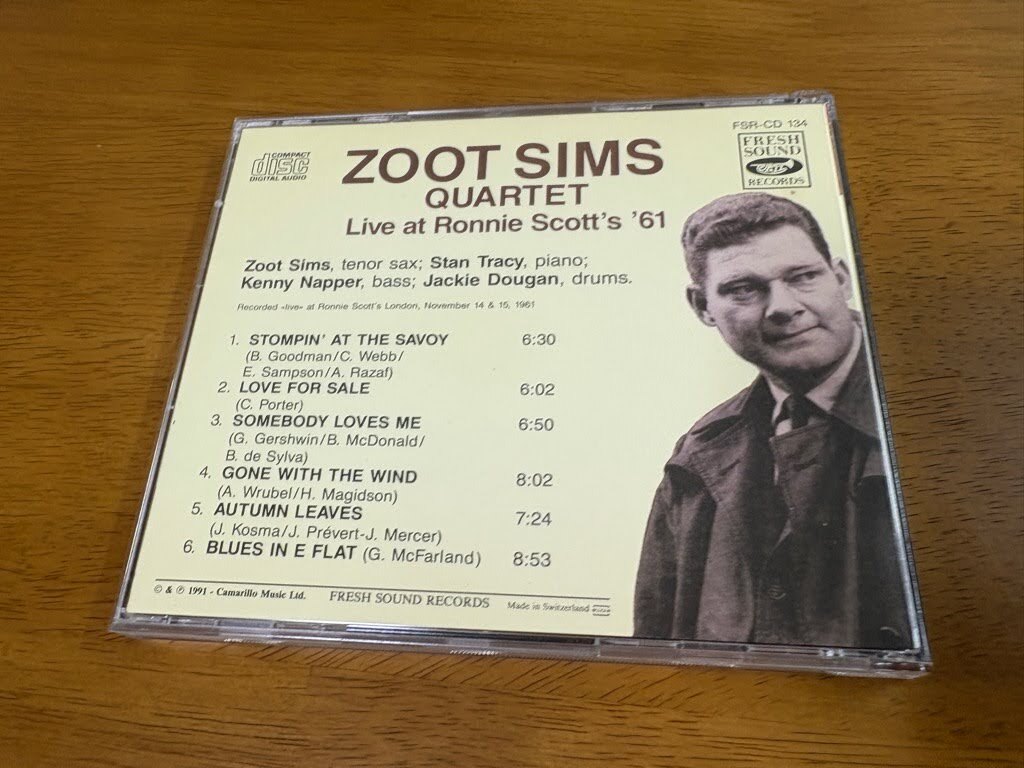 FSR-CD 134
COMPACT
disc
DIGITAL AUDIO
FRESH
SOUND
RECORDS
ZOOT SIMS
QUARTET
Live at Ronnie Scott's '61
Zoot Sims, tenor sax; Stan Tracy, piano;
Kenny Napper, bass; Jackie Dougan, drums.
Recorded «live» at Ronnie Scott's London, November 14 & 15, 1961
1. STOMPIN' AT THE SAVOY 6:30
(B. Goodman/C. Webb/
E. Sampson/A. Razaf)
2. LOVE FOR SALE 6:02
(C. Porter)
3. SOMEBODY LOVES ME 6:50
(G. Gershwin/B. McDonald/
B. de Sylva)
4. GONE WITH THE WIND 8:02
(A. Wrubel/H. Magidson)
5. AUTUMN LEAVES 7:24
(J. Kosma/J. Prévert-J. Mercer)
6. BLUES IN E FLAT (G. McFarland) 8:53
© & ℗ 1991 - Camarillo Music Ltd. FRESH SOUND RECORDS Made in Switzerland